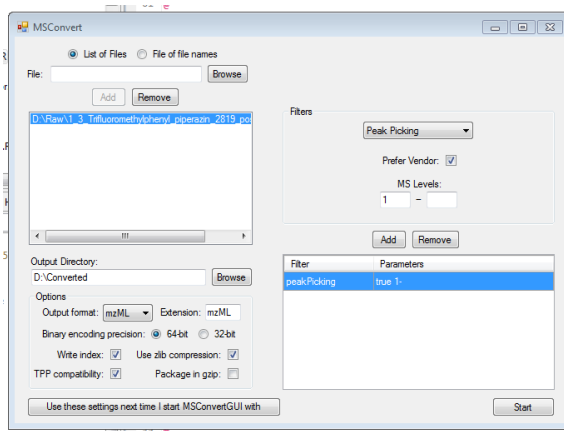 MSConvert
List of Files File of file names
File: Browse
Add Remove
D:\Raw\1_3_Trifluoromethylphenyl_piperazin_2819_pos
Output Directory:
D:\Converted Browse
Options
Output format: mzML Extension: mzML
Binary encoding precision: 64-bit 32-bit
Write index: Use zlib compression:
TPP compatibility: Package in gzip:
Use these settings next time I start MSConvertGUI with
Filters
Peak Picking
Prefer Vendor:
MS Levels:
1 -
Add Remove
Filter Parameters
peakPicking true 1-
Start